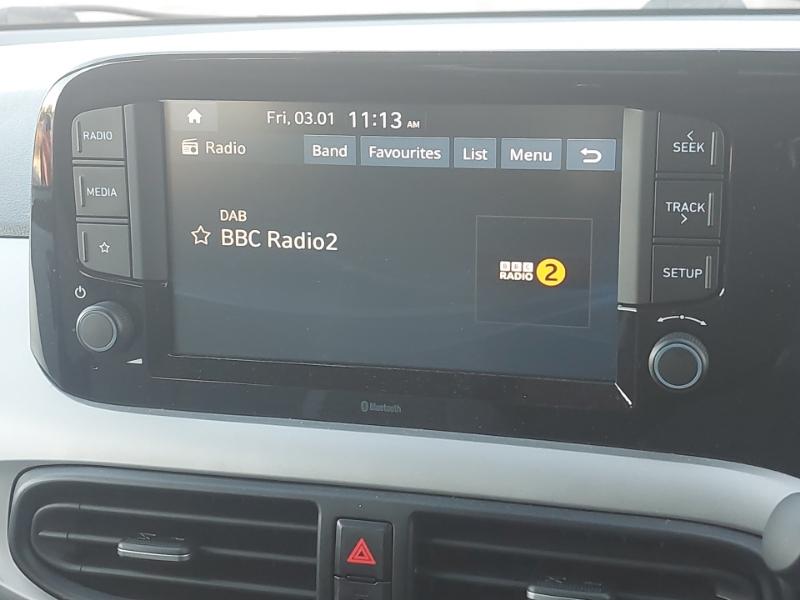 Fri, 03.01 11:13 AM
RADIO
Radio Band Favourites List Menu
SEEK
MEDIA
TRACK
DAB
BBC Radio2
BBC
RADIO 2
SETUP
Bluetooth